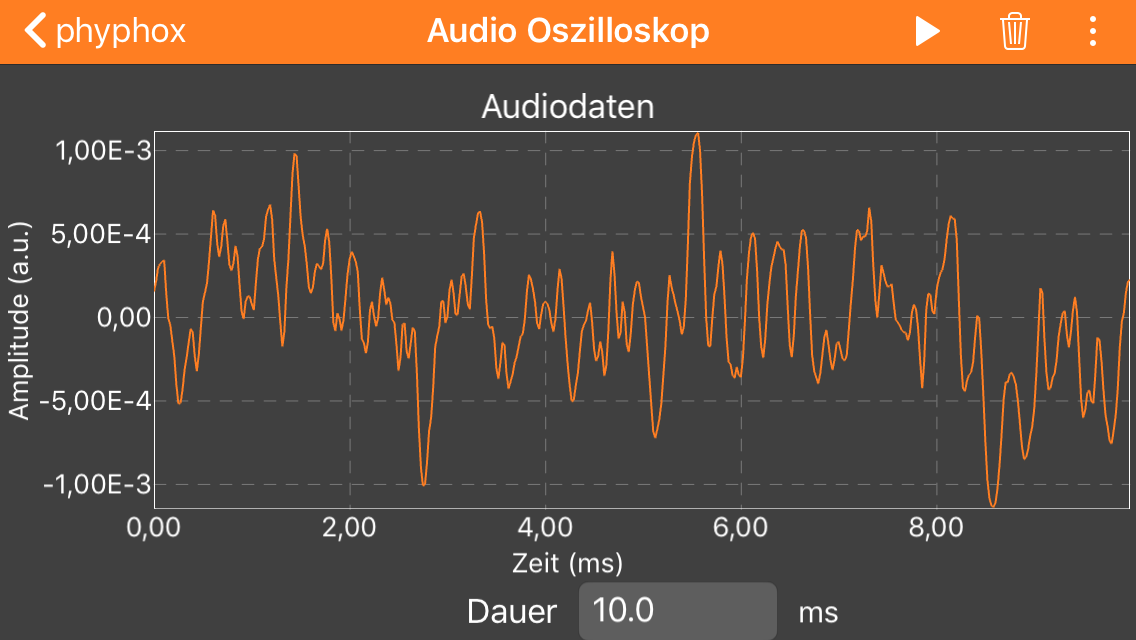 phyphox Audio Oszilloskop
Audiodaten
Amplitude (a.u.)
1,00E-3
5,00E-4
0,00
-5,00E-4
-1,00E-3
0,00 2,00 4,00 6,00 8,00
Zeit (ms)
Dauer 10.0 ms